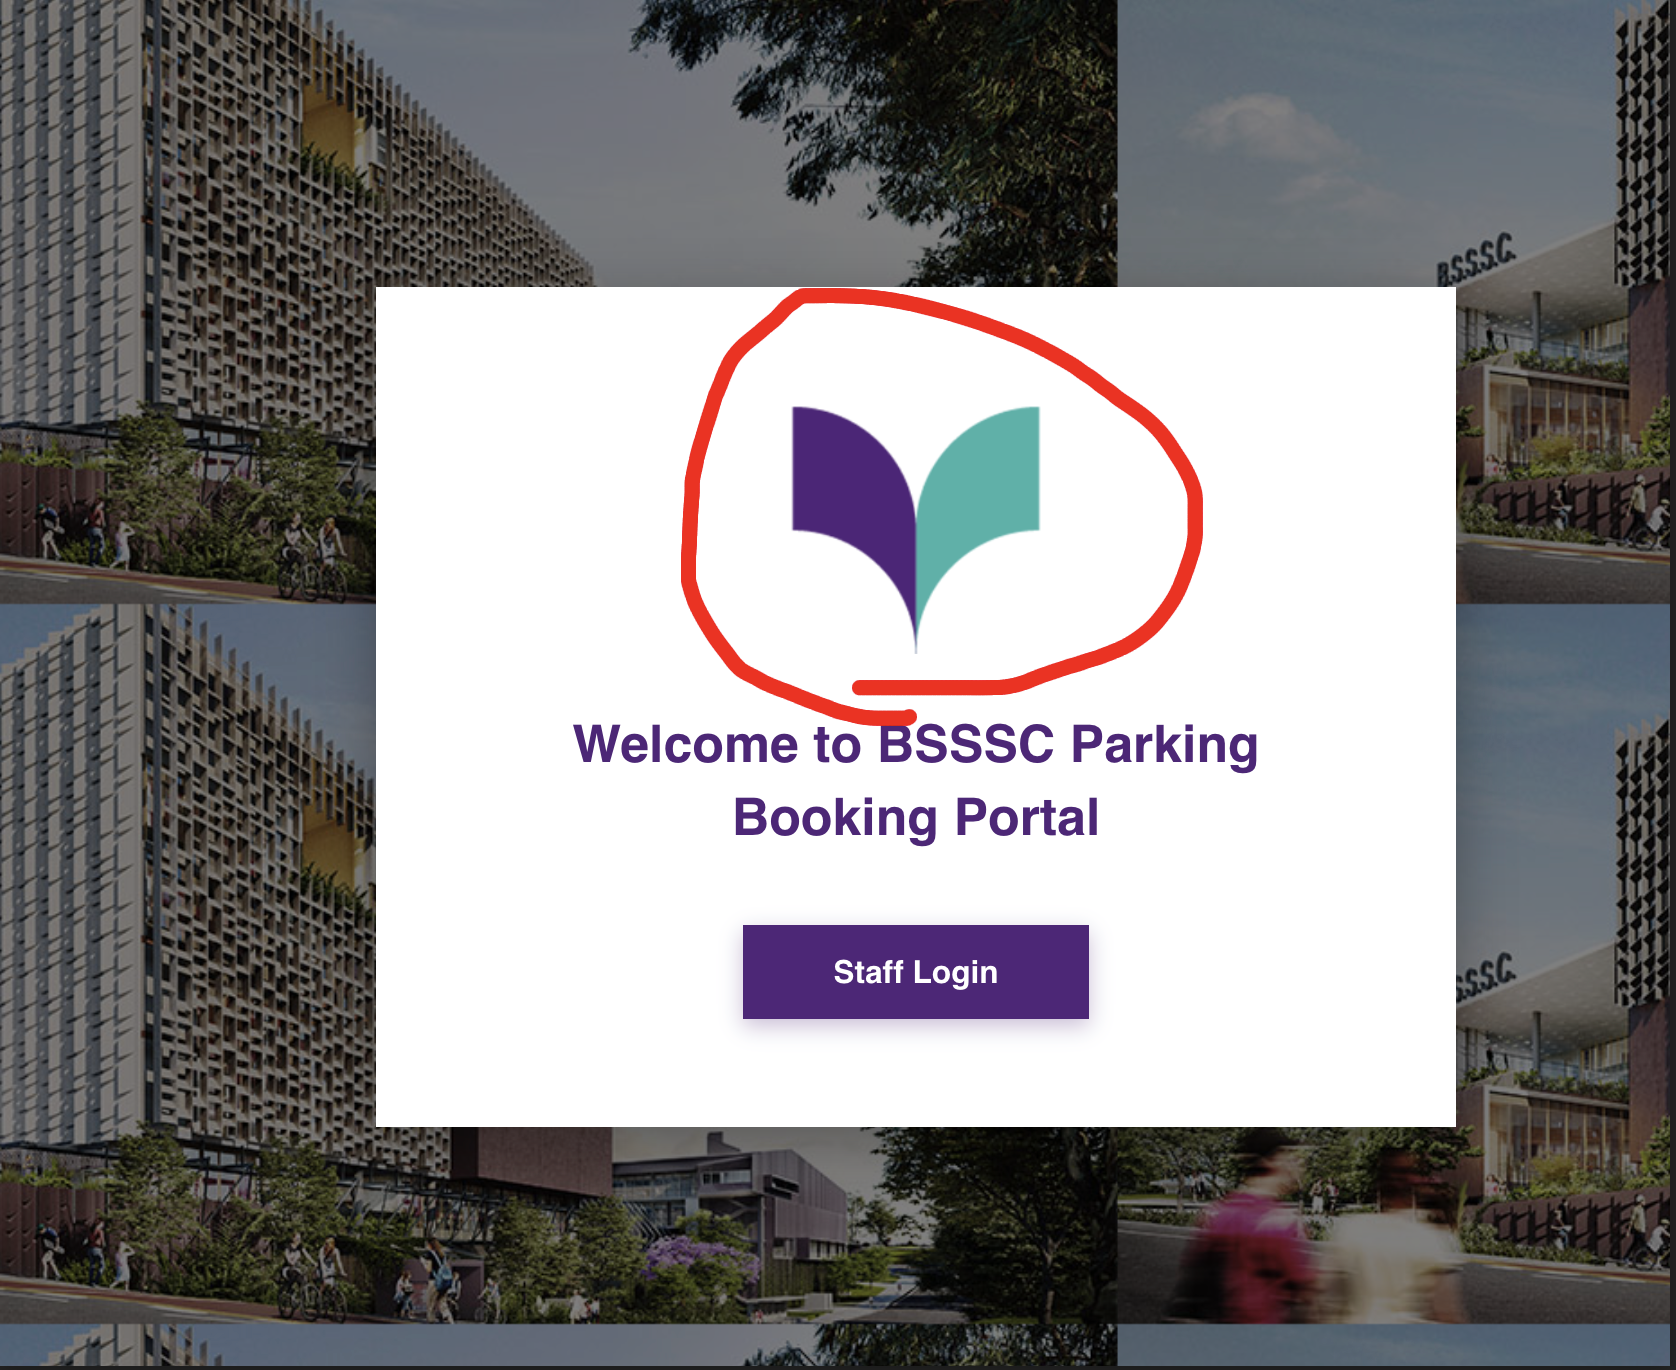 B.S.S.S.C.
Welcome to BSSSC Parking
Booking Portal
S.S.C.
Staff Login